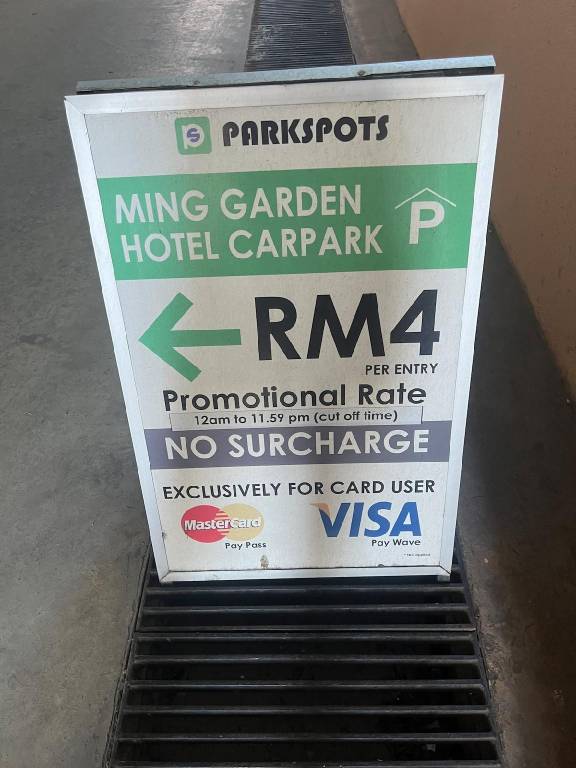 PS PARKSPOTS
MING GARDEN
HOTEL CARPARK
P
RM4
PER ENTRY
Promotional Rate
12am to 11.59 pm (cut off time)
NO SURCHARGE
EXCLUSIVELY FOR CARD USER
MasterCard
Pay Pass
VISA
Pay Wave